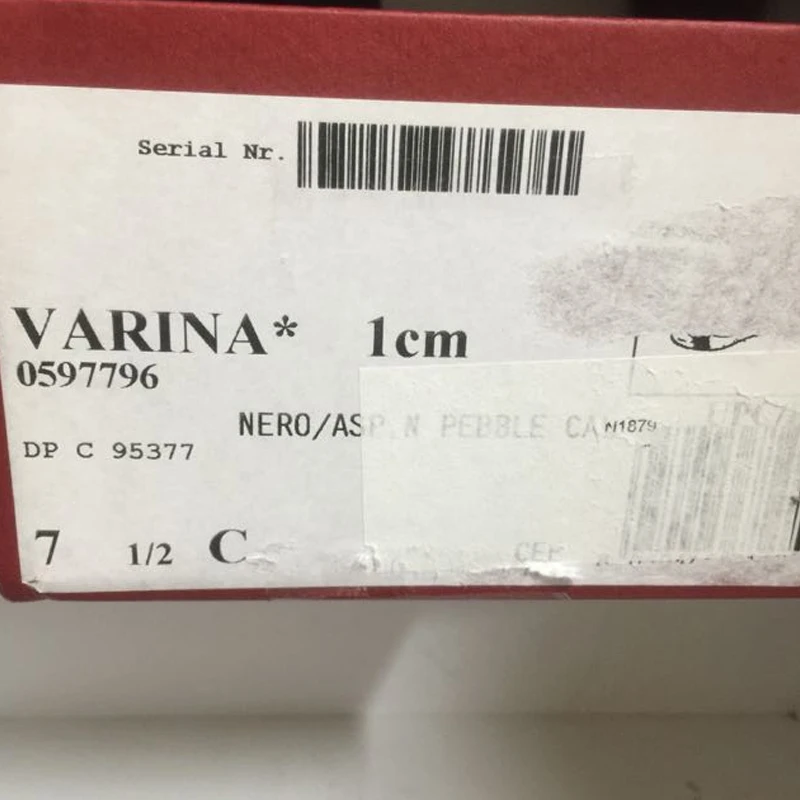 Serial Nr.
VARINA* 1cm
0597796
NERO/ASP.N PEBBLE CA
N1879
DP C 95377
7 1/2 C